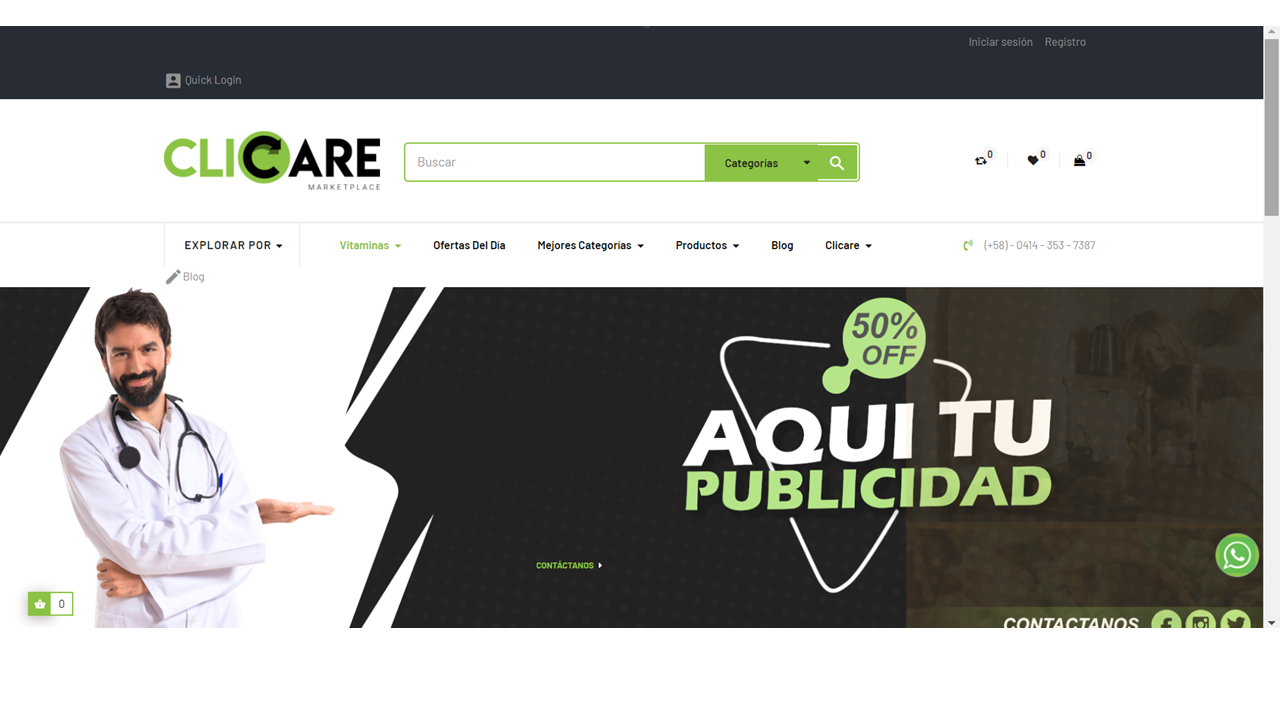 Iniciar sesión Registro
Quick Login
CLICARE
MARKETPLACE
Buscar
Categorías
0
0
0
EXPLORAR POR
Vitaminas
Ofertas Del Día
Mejores Categorías
Productos
Blog
Clicare
(+58) - 0414 - 353 - 7387
Blog
50%
OFF
AQUI TU
PUBLICIDAD
CONTÁCTANOS
0
CONTACTANOS